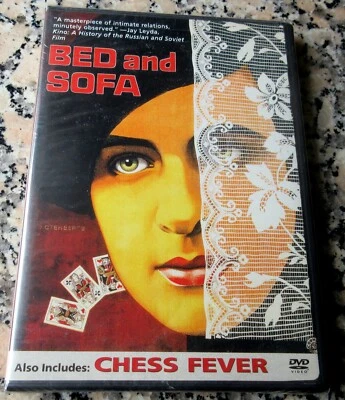 "A masterpiece of intimate relations,
minutely observed." —Jay Leyda,
Kino: A History of the Russian and Soviet
Film
BED and
SOFA
Also Includes: CHESS FEVER
DVD
VIDEO